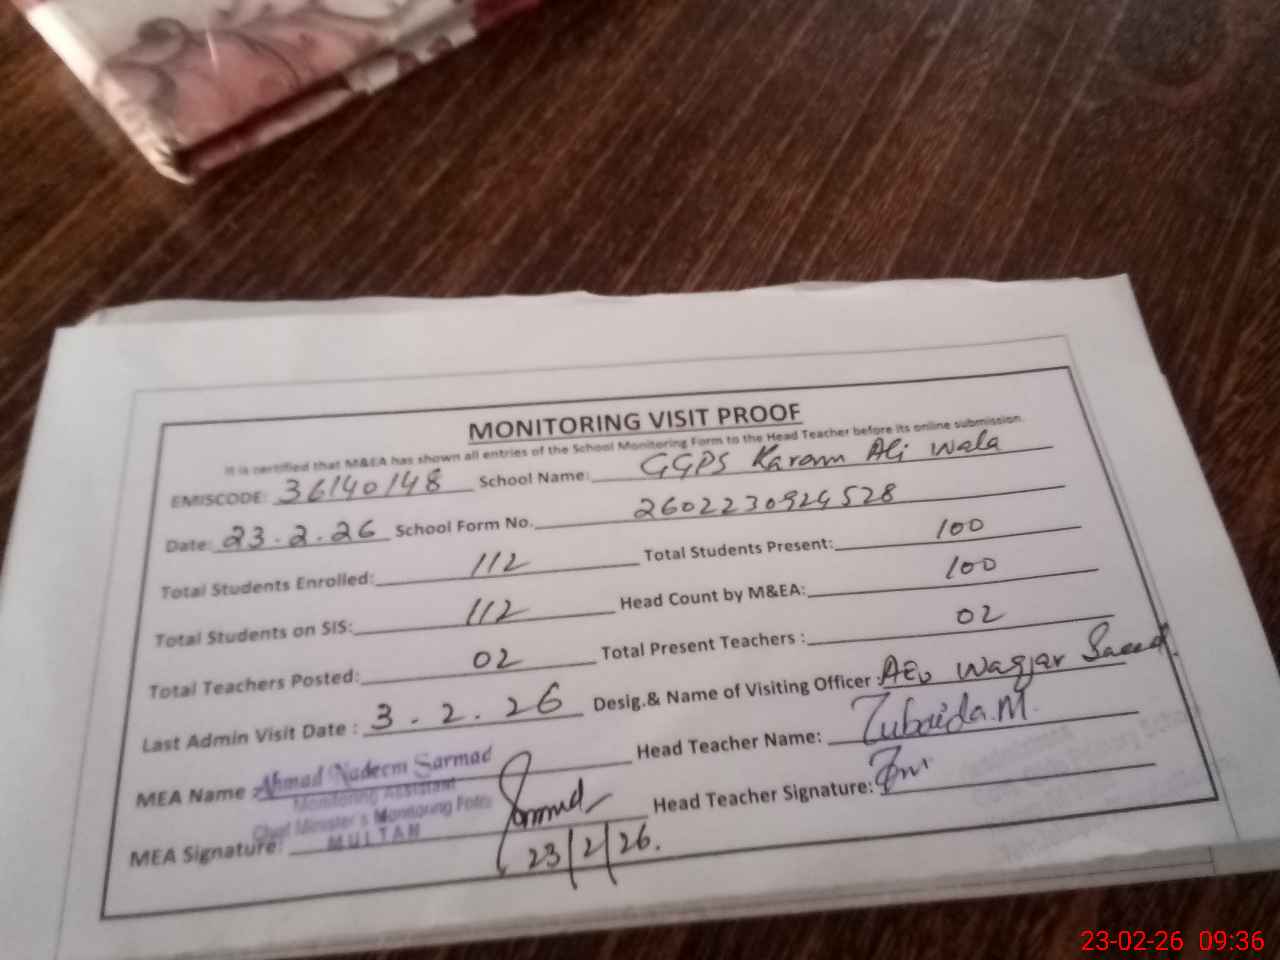 MONITORING VISIT PROOF
It is certified that M&EA has shown all entries of the School Monitoring Form to the Head Teacher before its online submission.
EMISCODE: 36140148 School Name: GGPS Karam Ali Wala
Date: 23.2.26 School Form No. 2602230924528
Total Students Enrolled: 112 Total Students Present: 100
Total Students on SIS: 112 Head Count by M&EA: 100
Total Teachers Posted: 02 Total Present Teachers : 02
Last Admin Visit Date : 3.2.26 Desig.& Name of Visiting Officer : AEO Waqjar Saeed.
MEA Name Ahmad Nadeem Sarmad Head Teacher Name: Zubaida.M.
Monitoring Assistant
Chief Minister's Monitoring Force
MULTAN
MEA Signature: Head Teacher Signature:
23/2/26.
23-02-26 09:36